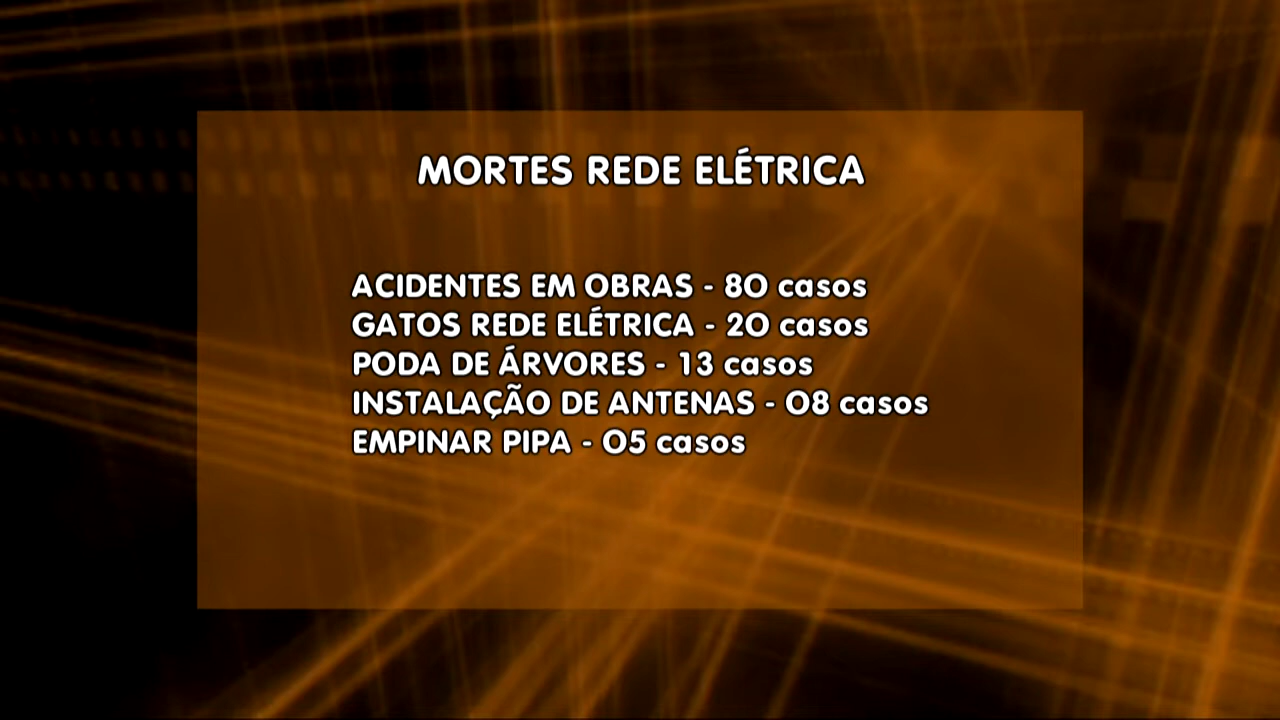 MORTES REDE ELÉTRICA
ACIDENTES EM OBRAS - 80 casos
GATOS REDE ELÉTRICA - 20 casos
PODA DE ÁRVORES - 13 casos
INSTALAÇÃO DE ANTENAS - 08 casos
EMPINAR PIPA - 05 casos